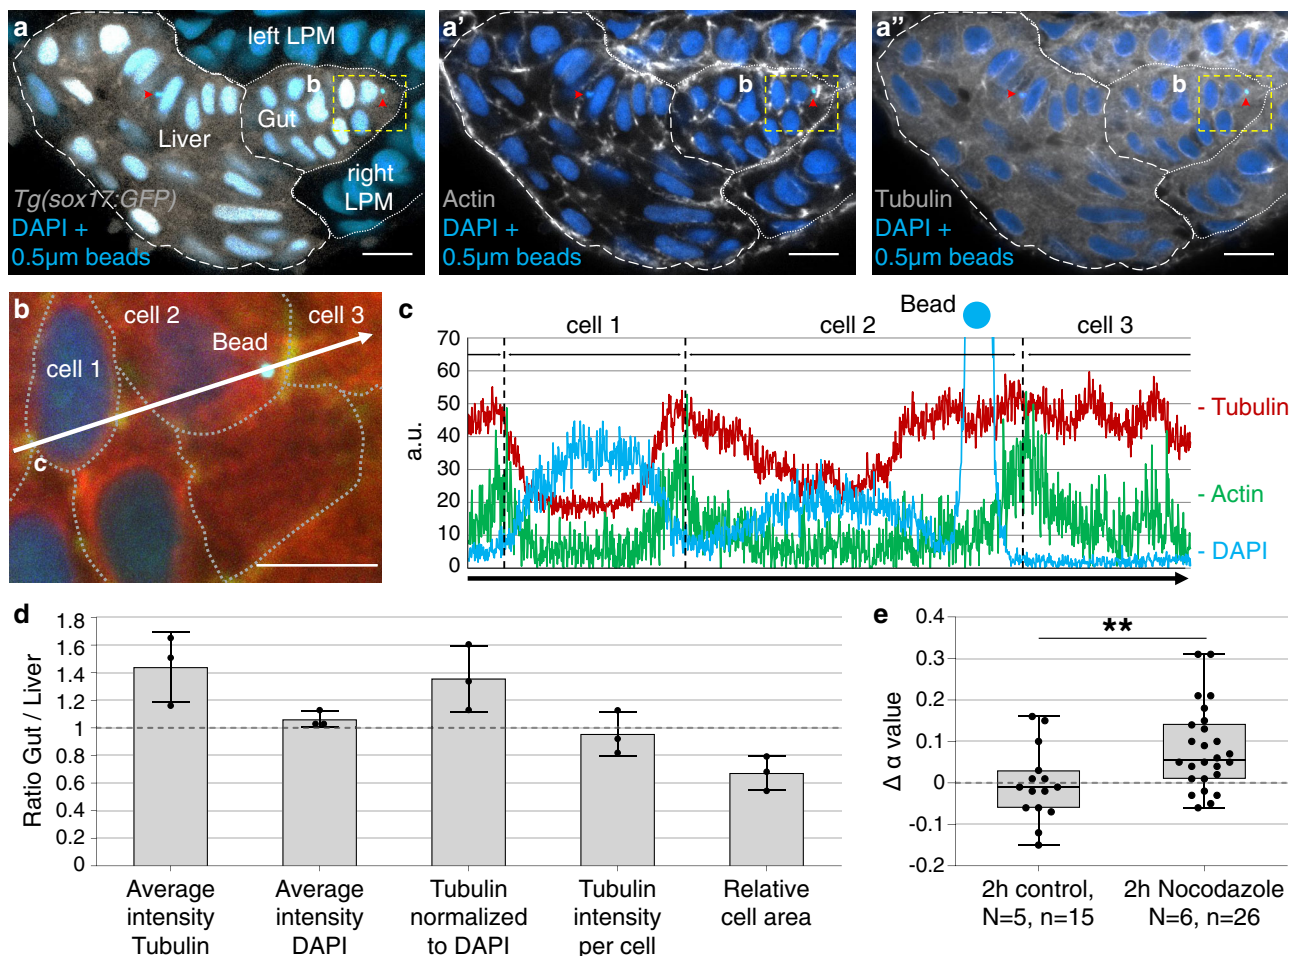 a
left LPM
b
Gut
Liver
right
LPM
Tg(sox17:GFP)
DAPI +
0.5µm beads
a’
b
Actin
DAPI +
0.5µm beads
a’’
b
Tubulin
DAPI +
0.5µm beads
b
cell 2
cell 3
Bead
cell 1
c
c
Bead
cell 1
cell 2
cell 3
70
60
50
40
30
20
10
0
a.u.
- Tubulin
- Actin
- DAPI
d
1.8
1.6
1.4
1.2
1
0.8
0.6
0.4
0.2
0
Ratio Gut / Liver
Average
intensity
Tubulin
Average
intensity
DAPI
Tubulin
normalized
to DAPI
Tubulin
intensity
per cell
Relative
cell area
e
0.4
0.3
0.2
0.1
0
-0.1
-0.2
Δ α value
**
2h control,
N=5, n=15
2h Nocodazole
N=6, n=26